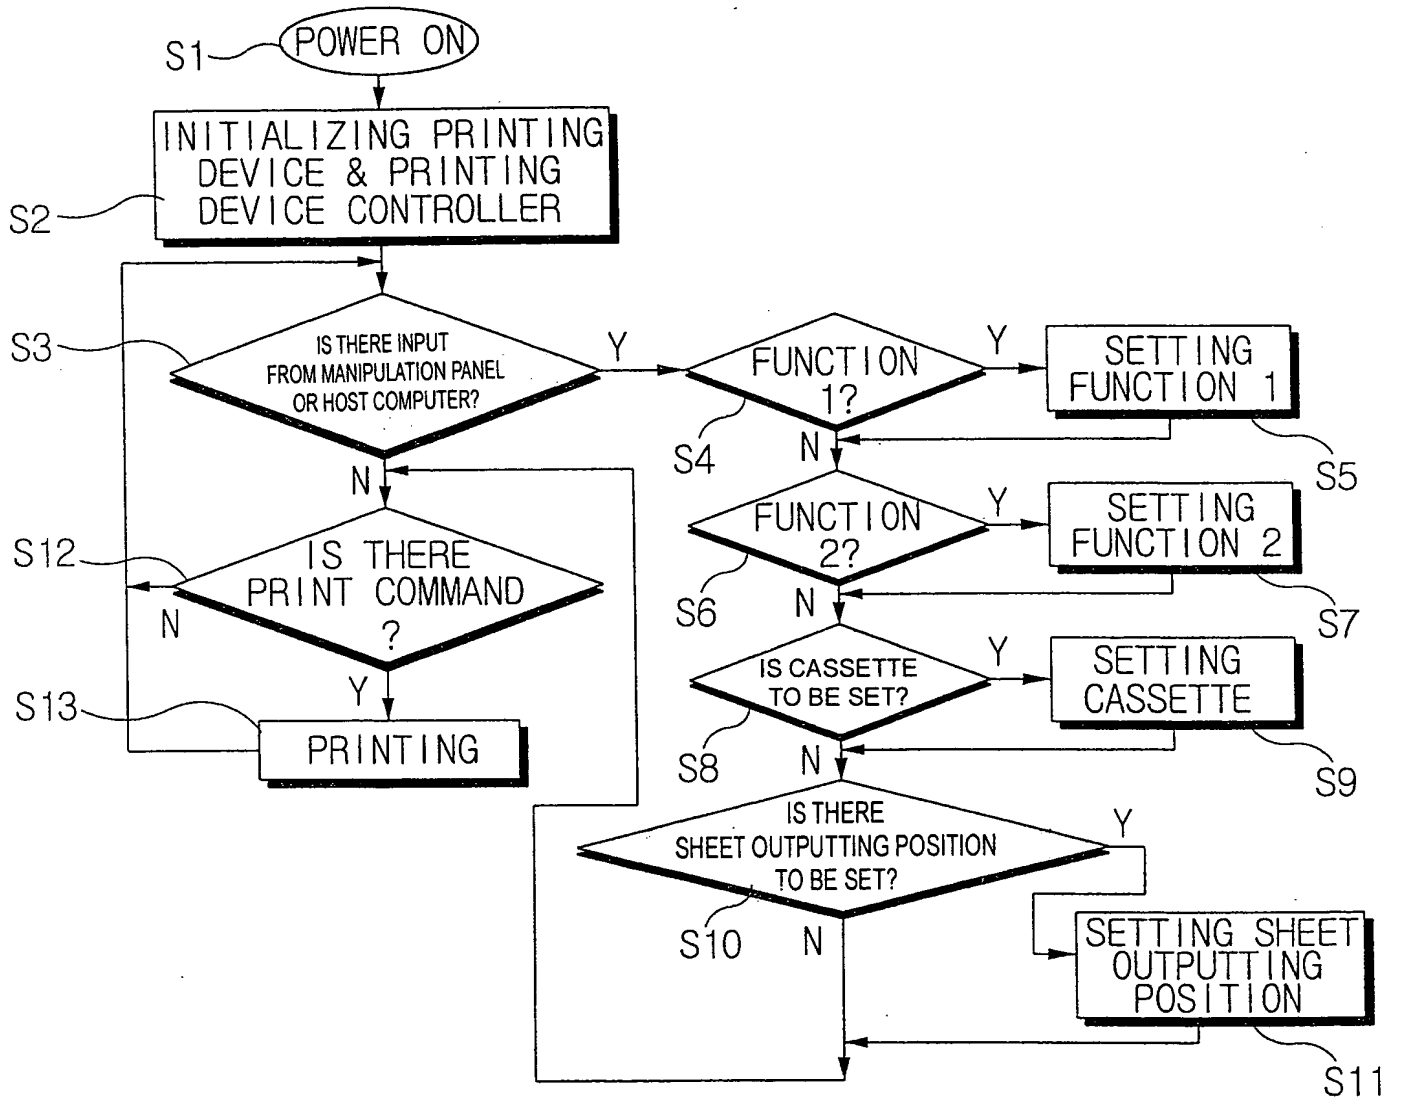 S1
POWER ON
INITIALIZING PRINTING
DEVICE & PRINTING
DEVICE CONTROLLER
S2
S3
IS THERE INPUT
FROM MANIPULATION PANEL
OR HOST COMPUTER?
Y
N
FUNCTION
1?
S4
Y
N
SETTING
FUNCTION 1
S5
FUNCTION
2?
S6
Y
N
SETTING
FUNCTION 2
S7
IS CASSETTE
TO BE SET?
S8
Y
N
SETTING
CASSETTE
S9
IS THERE
SHEET OUTPUTTING POSITION
TO BE SET?
S10
Y
N
SETTING SHEET
OUTPUTTING
POSITION
S11
S12
IS THERE
PRINT COMMAND
?
N
Y
S13
PRINTING